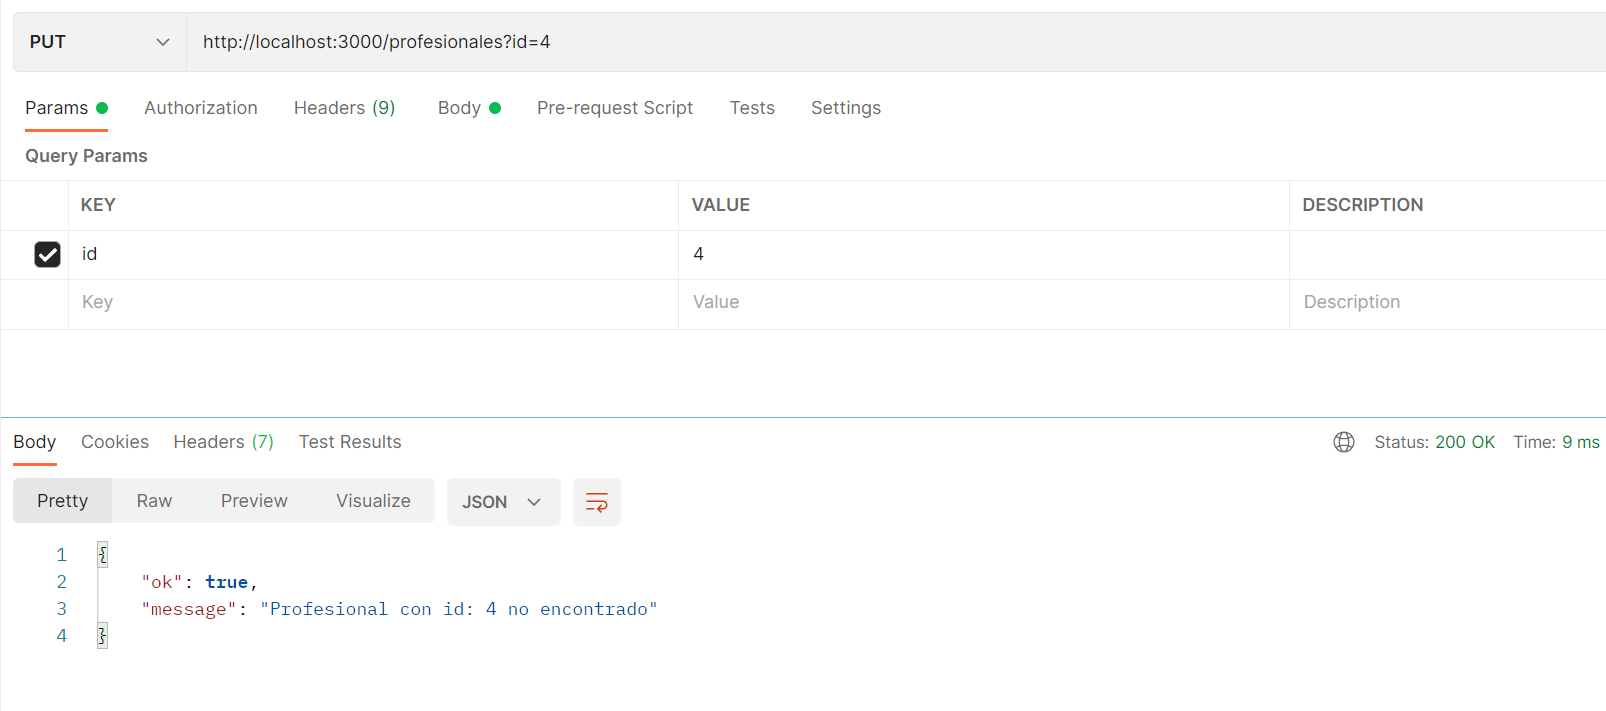 PUT http://localhost:3000/profesionales?id=4
Params Authorization Headers (9) Body Pre-request Script Tests Settings
Query Params
KEY VALUE DESCRIPTION
id 4
Key Value Description
Body Cookies Headers (7) Test Results Status: 200 OK Time: 9 ms
Pretty Raw Preview Visualize JSON
1 {
2 "ok": true,
3 "message": "Profesional con id: 4 no encontrado"
4 }